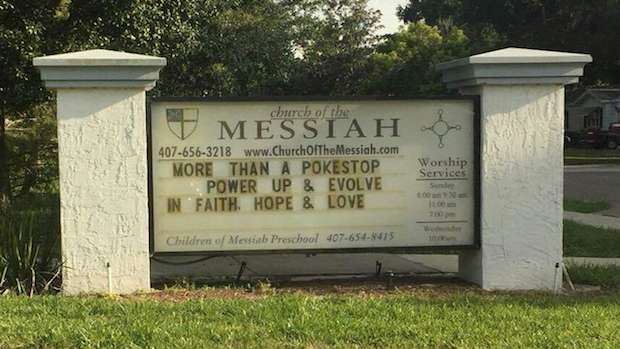 church of the
MESSIAH
407-656-3218 www.ChurchOfTheMessiah.com
MORE THAN A POKESTOP
POWER UP & EVOLVE
IN FAITH, HOPE & LOVE
Children of Messiah Preschool 407-654-8415
Worship
Services
Sunday
8:00 am 9:30 am
11:00 am
7:00 pm
Wednesday
10:00am